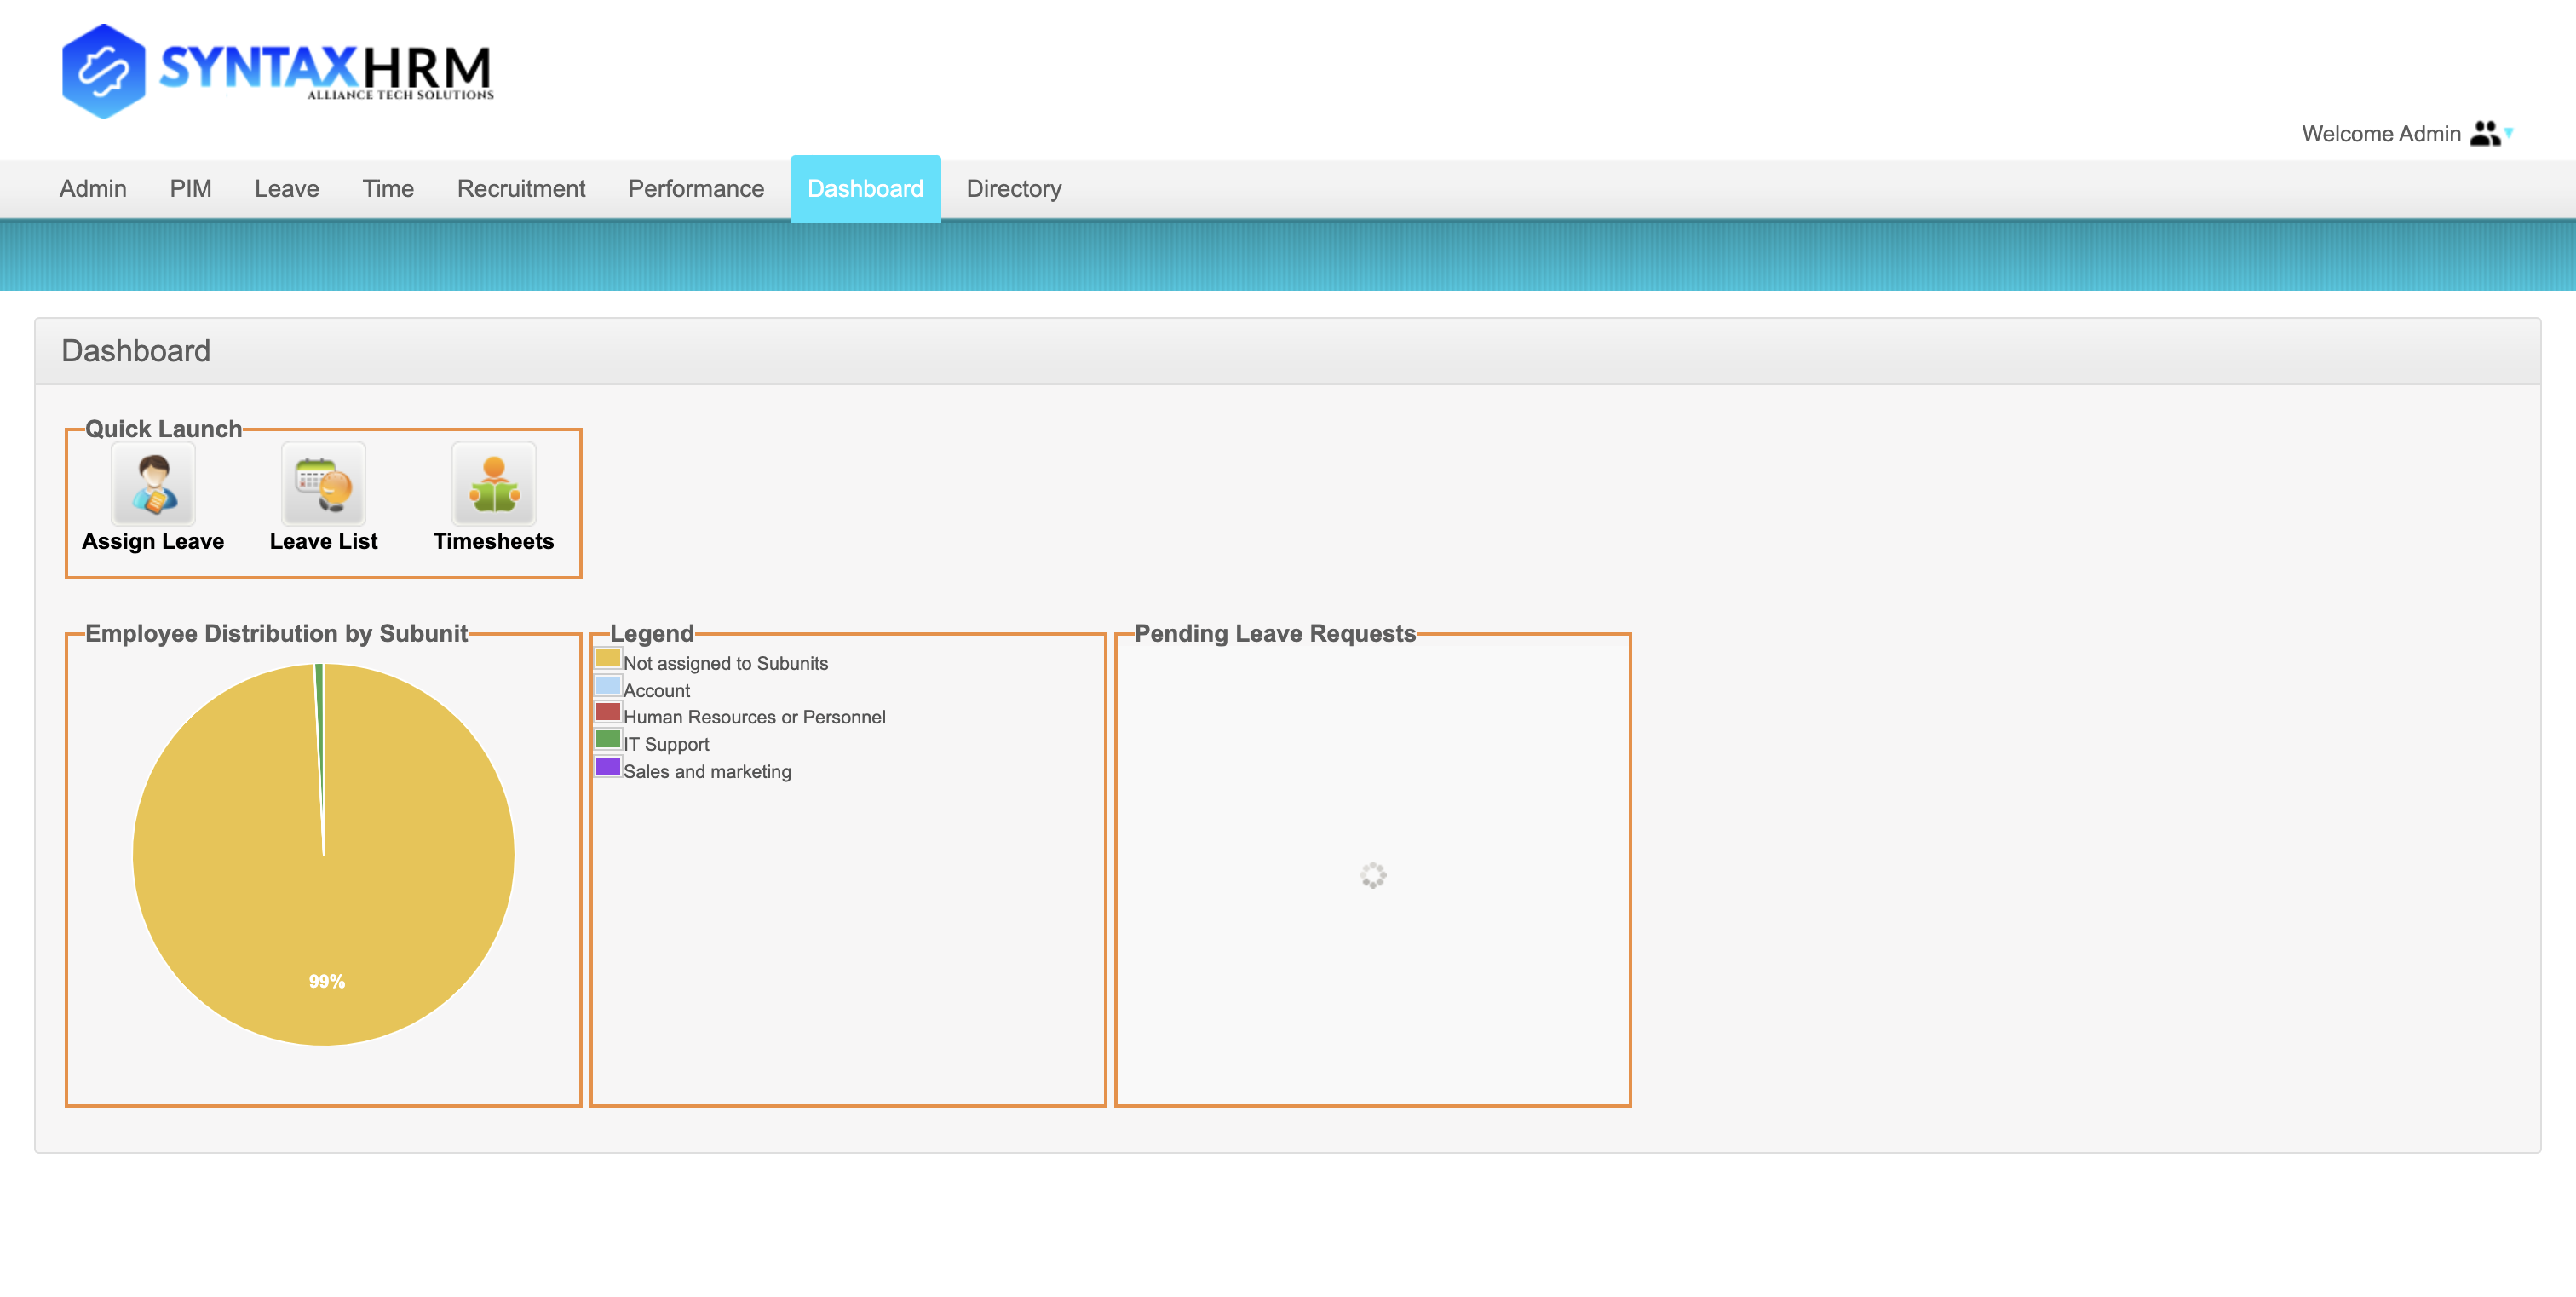 SYNTAXHRM
ALLIANCE TECH SOLUTIONS
Welcome Admin
Admin PIM Leave Time Recruitment Performance Dashboard Directory
Dashboard
Quick Launch
Assign Leave Leave List Timesheets
Employee Distribution by Subunit
99%
Legend
Not assigned to Subunits
Account
Human Resources or Personnel
IT Support
Sales and marketing
Pending Leave Requests